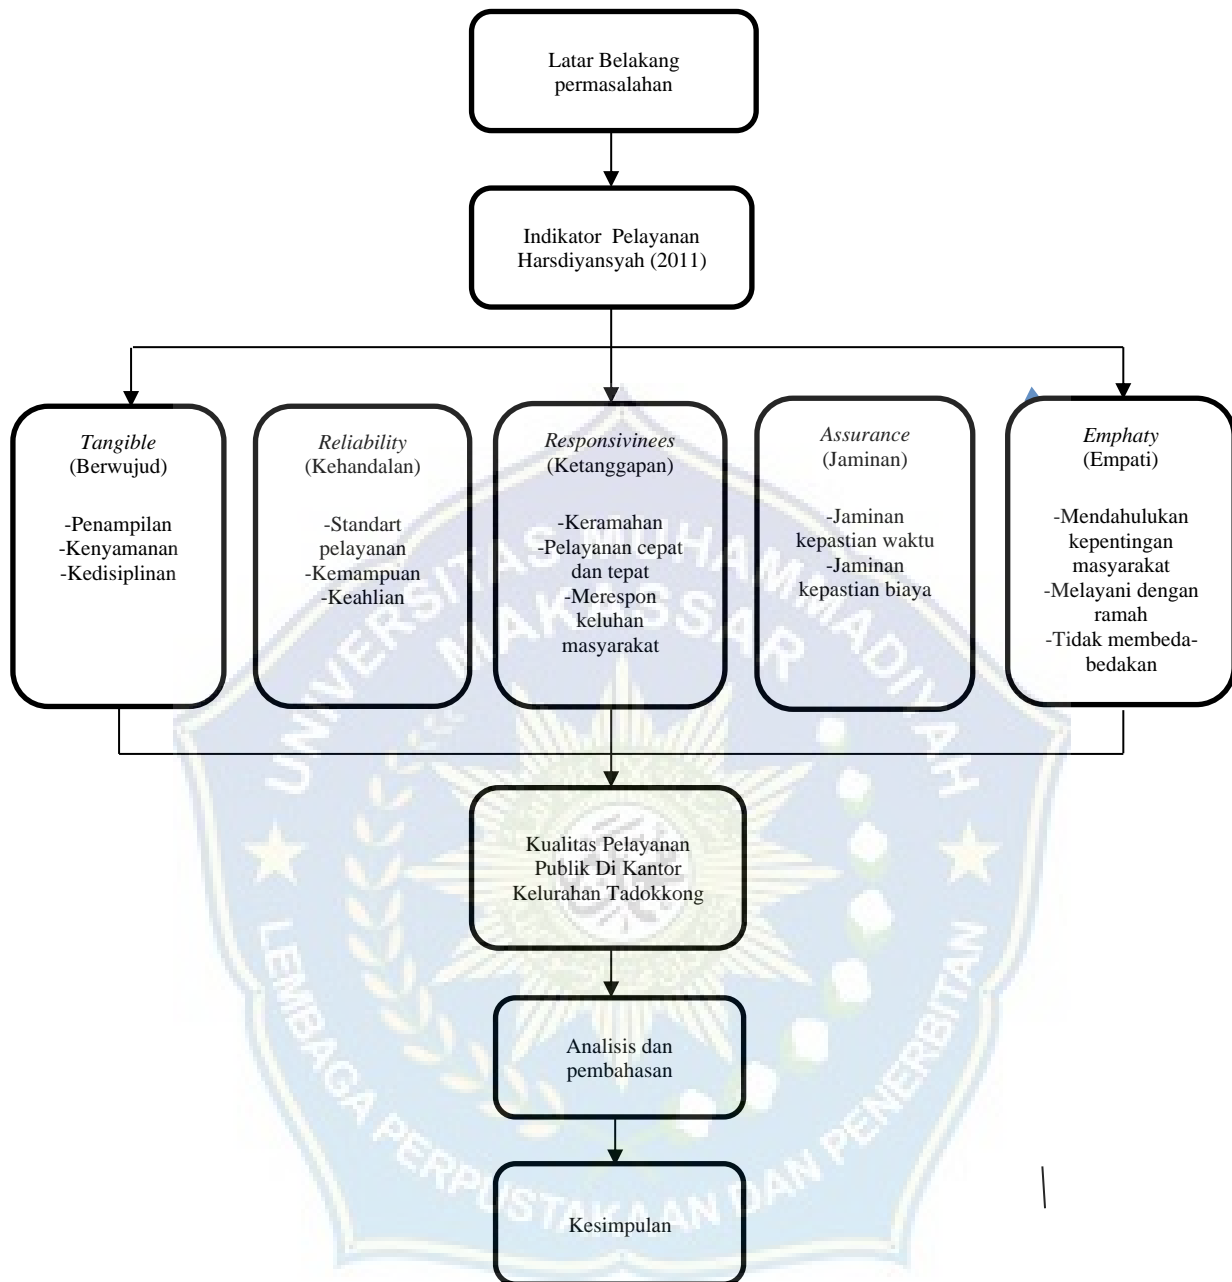 Latar Belakang
permasalahan
Indikator Pelayanan
Harsdiyansyah (2011)
Tangible
(Berwujud)
-Penampilan
-Kenyamanan
-Kedisiplinan
Reliability
(Kehandalan)
-Standart
pelayanan
-Kemampuan
-Keahlian
Responsivinees
(Ketanggapan)
-Keramahan
-Pelayanan cepat
dan tepat
-Merespon
keluhan
masyarakat
Assurance
(Jaminan)
-Jaminan
kepastian waktu
-Jaminan
kepastian biaya
Emphaty
(Empati)
-Mendahulukan
kepentingan
masyarakat
-Melayani dengan
ramah
-Tidak membeda-
bedakan
Kualitas Pelayanan
Publik Di Kantor
Kelurahan Tadokkong
Analisis dan
pembahasan
Kesimpulan
UNIVERSITAS MUHAMMADIYAH
MAKASSAR
LEMBAGA PERPUSTAKAAN DAN PENERBITAN